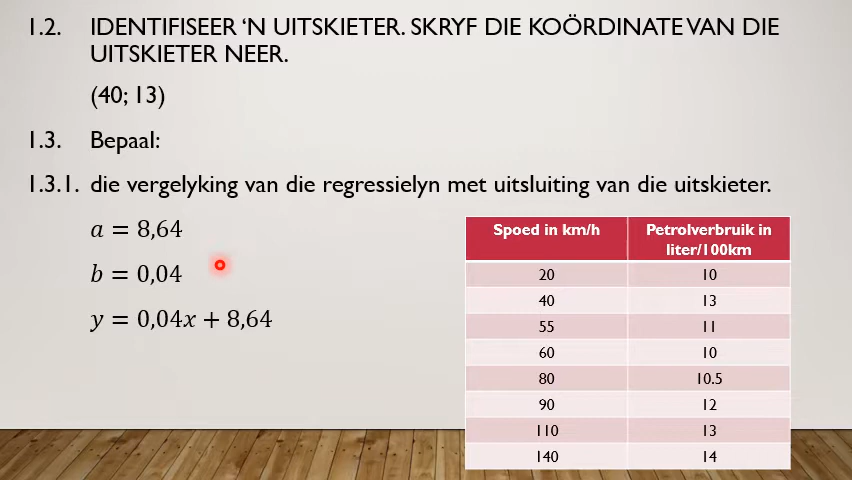 1.2. IDENTIFISEER ‘N UITSKIETER. SKRYF DIE KOÖRDINATE VAN DIE
UITSKIETER NEER.
(40; 13)
1.3. Bepaal:
1.3.1. die vergelyking van die regressielyn met uitsluiting van die uitskieter.
a = 8,64
b = 0,04
y = 0,04x + 8,64
Spoed in km/h Petrolverbruik in
liter/100km
20 10
40 13
55 11
60 10
80 10.5
90 12
110 13
140 14